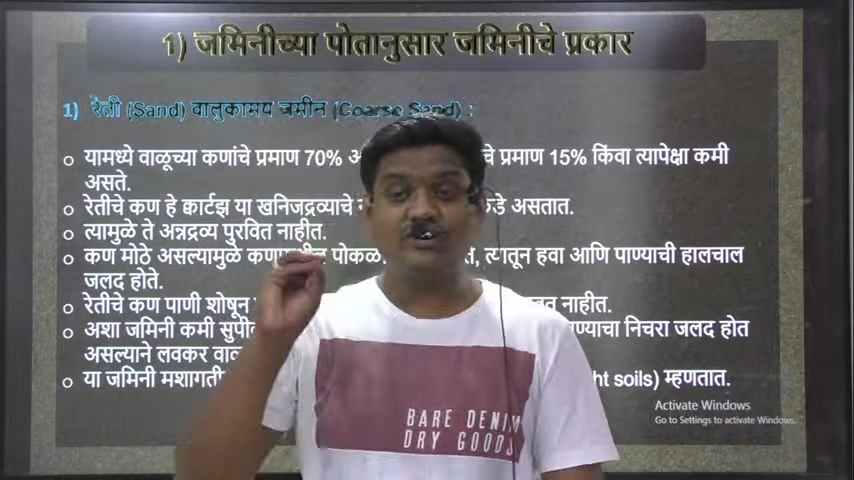 1) जमिनीच्या पोतानुसार जमिनीचे प्रकार
1) रेती (Sand) वालुकामय जमीन (Coarse Sand) :
यामध्ये वाळूच्या कणांचे प्रमाण 70% प्रमाण 15% किंवा त्यापेक्षा कमी
असते.
रेतीचे कण हे क्वार्टझ या खनिजद्रव्याचे असतात.
त्यामुळे ते अन्नद्रव्य पुरवित नाहीत.
कण मोठे असल्यामुळे त्यातून हवा आणि पाण्याची हालचाल
जलद होते.
रेतीचे कण पाणी शोषून नाहीत.
अशा जमिनी कमी निचरा जलद होत
असल्याने लवकर
या जमिनी soils) म्हणतात.
BARE DENIM
DRY GOODS
Activate Windows
Go to Settings to activate Windows.